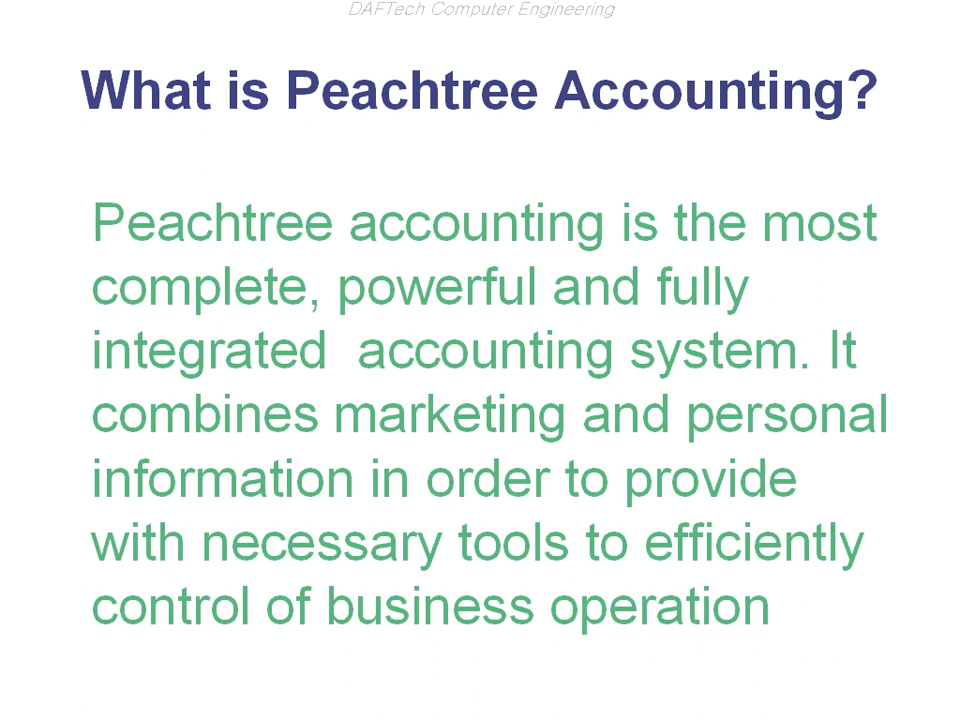 DAFTech Computer Engineering
What is Peachtree Accounting?
Peachtree accounting is the most
complete, powerful and fully
integrated  accounting system. It
combines marketing and personal
information in order to provide
with necessary tools to efficiently
control of business operation